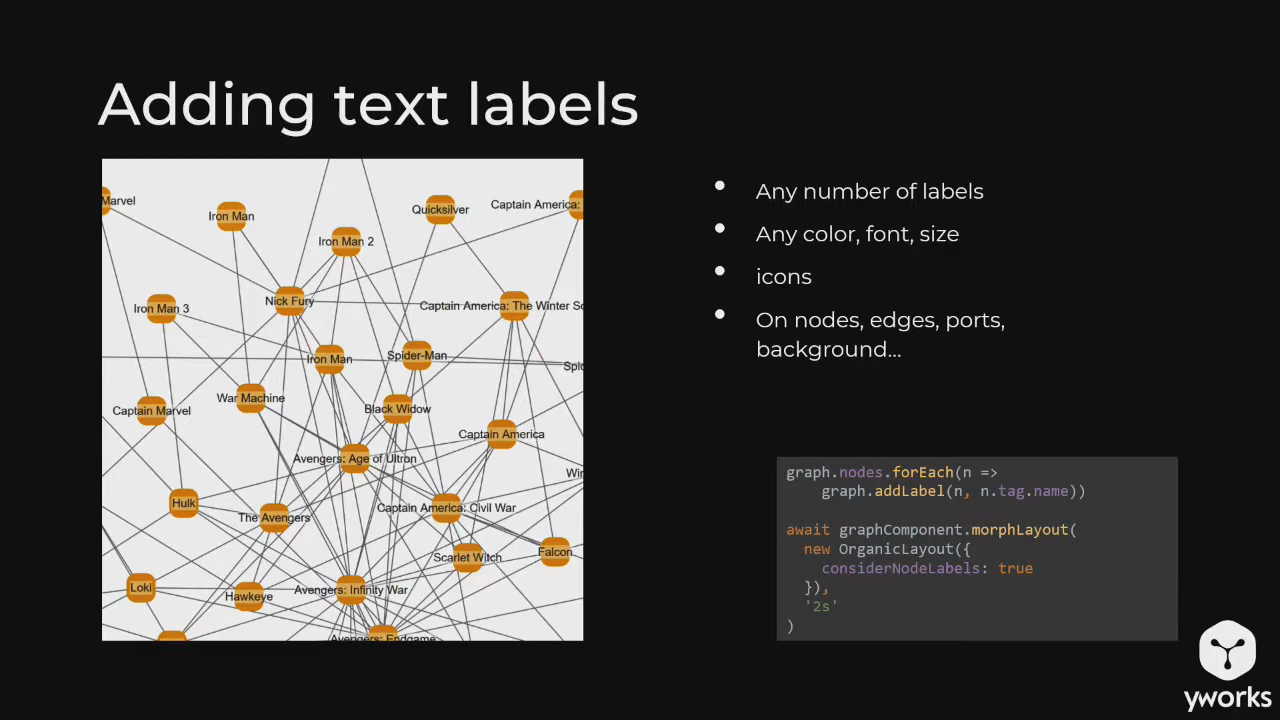 Adding text labels
Marvel
Iron Man
Quicksilver
Captain America:
Iron Man 2
Nick Fury
Iron Man 3
Captain America: The Winter So
Iron Man
Spider-Man
Spid
War Machine
Captain Marvel
Black Widow
Captain America
Avengers: Age of Ultron
Win
Hulk
The Avengers
Captain America: Civil War
Scarlet Witch
Falcon
Loki
Hawkeye
Avengers: Infinity War
Avengers: Endgame
• Any number of labels
• Any color, font, size
• icons
• On nodes, edges, ports,
background...
graph.nodes.forEach(n =>
graph.addLabel(n, n.tag.name))
await graphComponent.morphLayout(
new OrganicLayout({
considerNodeLabels: true
}),
'2s'
)
yworks